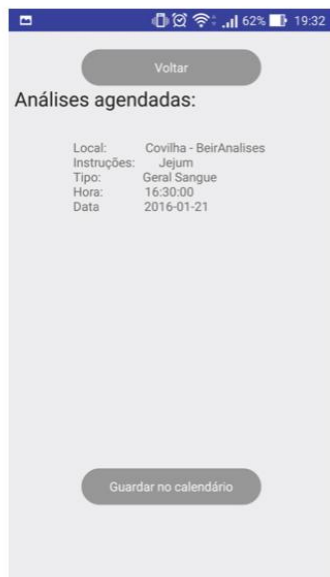 62% 19:32
Voltar
Análises agendadas:
Local: Covilha - BeirAnalises
Instruções: Jejum
Tipo: Geral Sangue
Hora: 16:30:00
Data 2016-01-21
Guardar no calendário